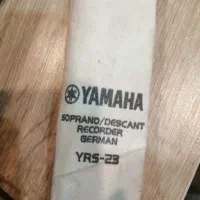 YAMAHA
SOPRANO/DESCANT
RECORDER
GERMAN
YRS-23